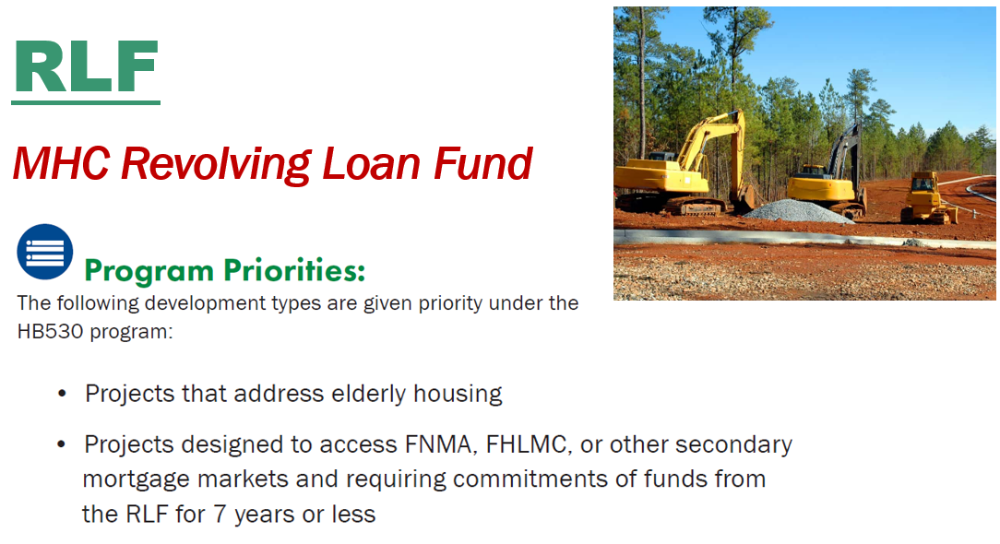 RLF
MHC Revolving Loan Fund
Program Priorities:
The following development types are given priority under the
HB530 program:
• Projects that address elderly housing
• Projects designed to access FNMA, FHLMC, or other secondary
mortgage markets and requiring commitments of funds from
the RLF for 7 years or less